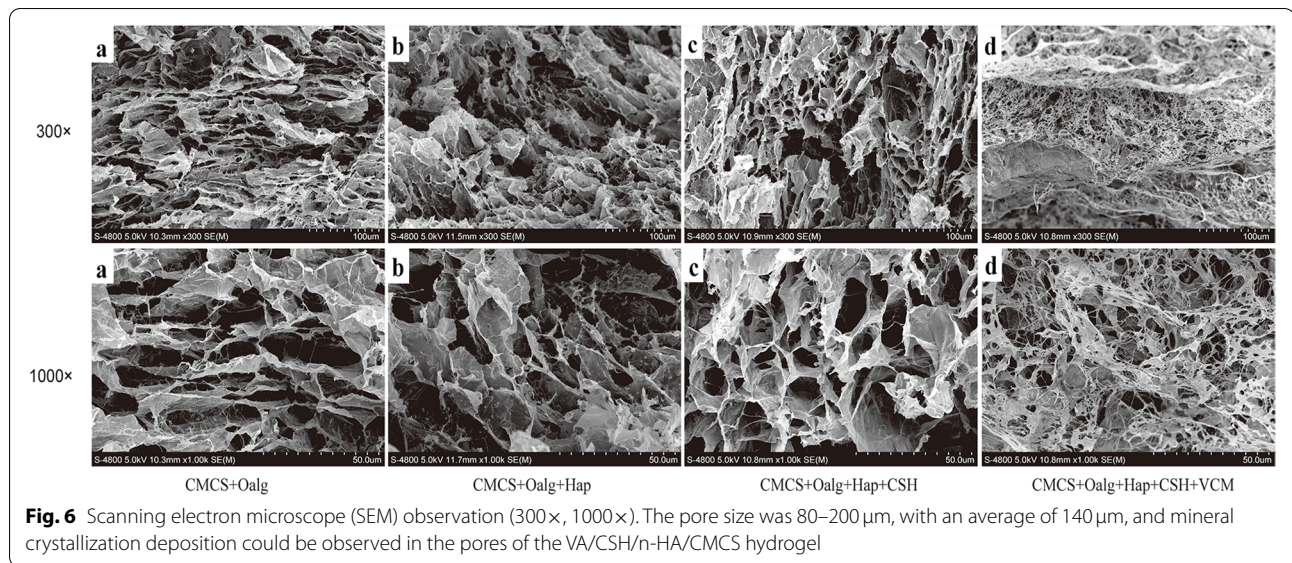 a b c d
300×
S-4800 5.0kV 10.3mm x300 SE(M) 100um S-4800 5.0kV 11.5mm x300 SE(M) 100um S-4800 5.0kV 10.9mm x300 SE(M) 100um S-4800 5.0kV 10.8mm x300 SE(M) 100um
a b c d
1000×
S-4800 5.0kV 10.3mm x1.00k SE(M) 50.0um S-4800 5.0kV 11.7mm x1.00k SE(M) 50.0um S-4800 5.0kV 10.8mm x1.00k SE(M) 50.0um S-4800 5.0kV 10.8mm x1.00k SE(M) 50.0um
CMCS+Oalg CMCS+Oalg+Hap CMCS+Oalg+Hap+CSH CMCS+Oalg+Hap+CSH+VCM
Fig. 6 Scanning electron microscope (SEM) observation (300×, 1000×). The pore size was 80–200 μm, with an average of 140 μm, and mineral
crystallization deposition could be observed in the pores of the VA/CSH/n-HA/CMCS hydrogel